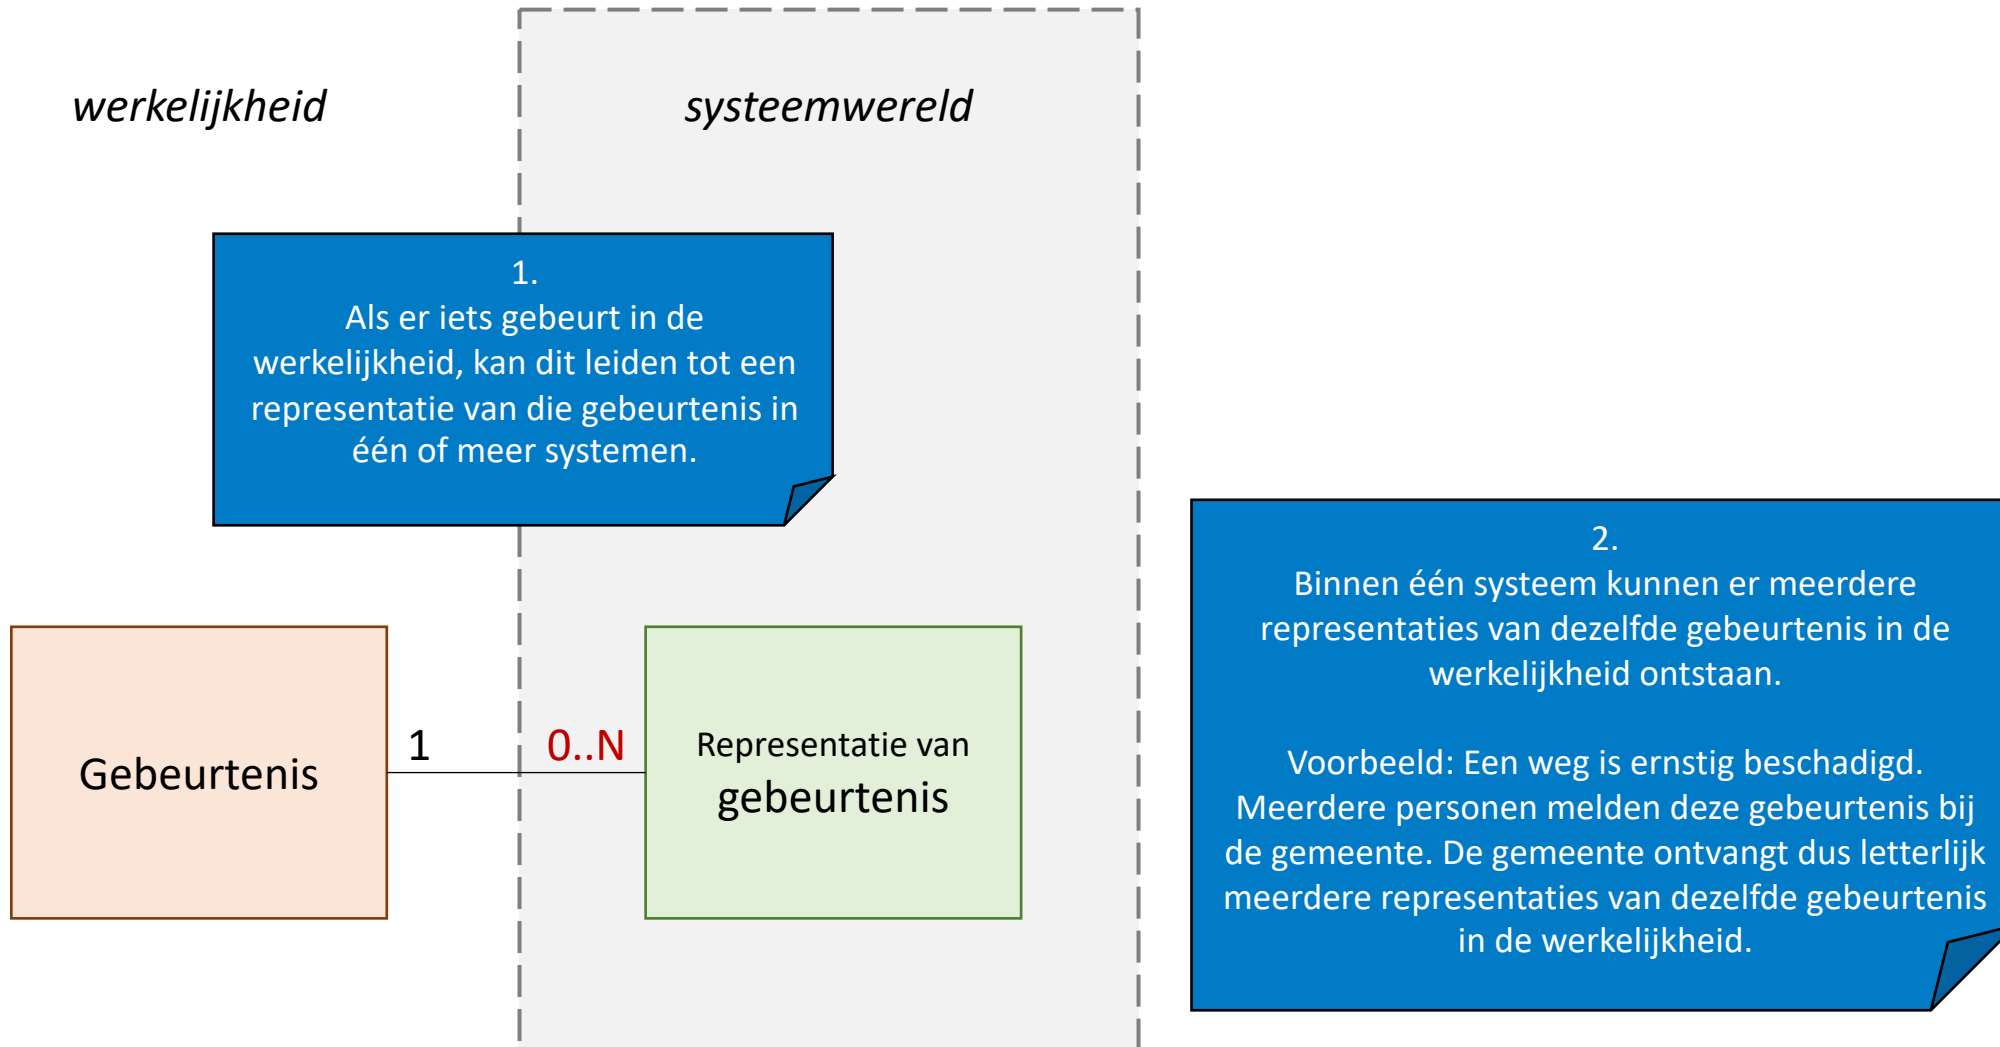 werkelijkheid
systeemwereld
1.
Als er iets gebeurt in de
werkelijkheid, kan dit leiden tot een
representatie van die gebeurtenis in
één of meer systemen.
2.
Binnen één systeem kunnen er meerdere
representaties van dezelfde gebeurtenis in de
werkelijkheid ontstaan.
Voorbeeld: Een weg is ernstig beschadigd.
Meerdere personen melden deze gebeurtenis bij
de gemeente. De gemeente ontvangt dus letterlijk
meerdere representaties van dezelfde gebeurtenis
in de werkelijkheid.
Gebeurtenis
1
0..N
Representatie van
gebeurtenis